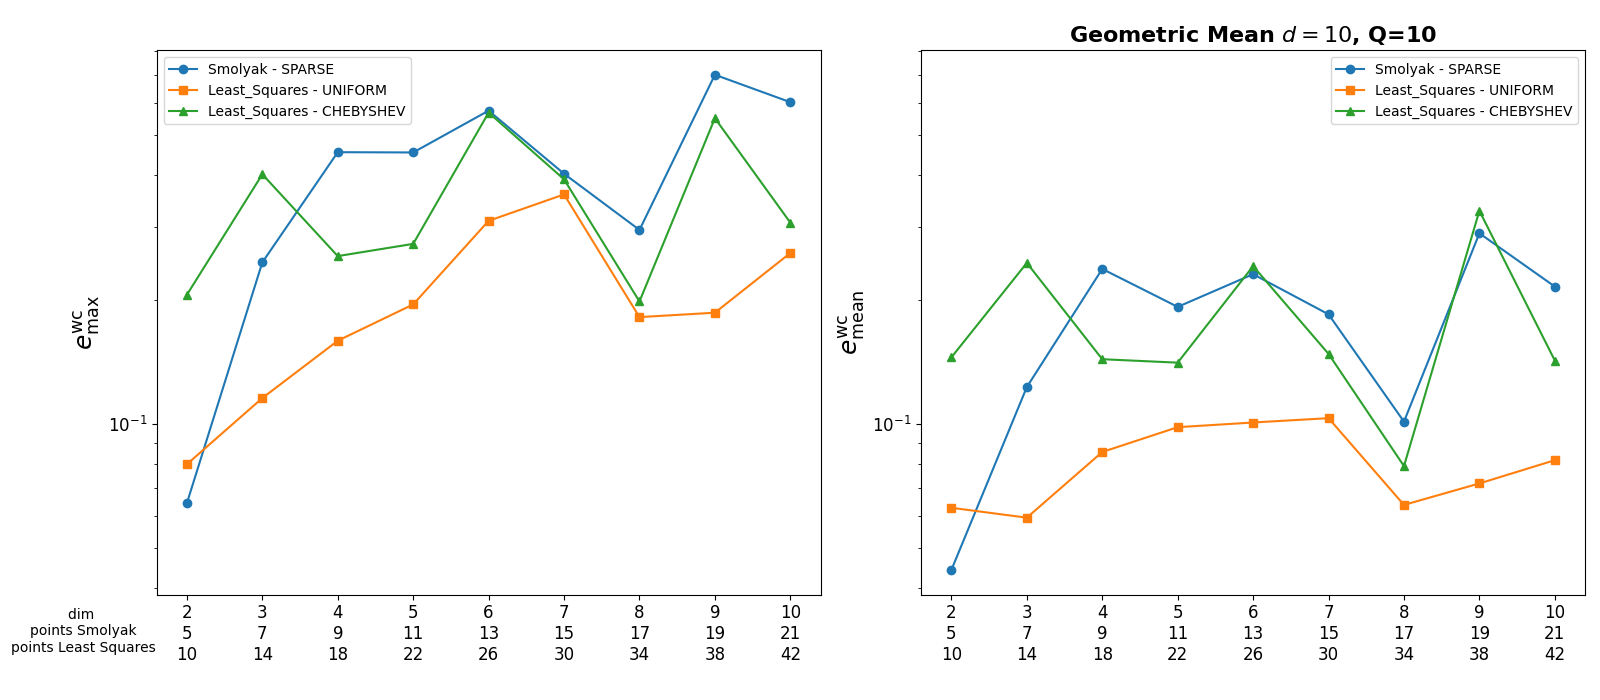 Geometric Mean d = 10, Q=10
Smolyak - SPARSE
Least_Squares - UNIFORM
Least_Squares - CHEBYSHEV
e^wc_max
10^-1
dim 2 3 4 5 6 7 8 9 10
points Smolyak 5 7 9 11 13 15 17 19 21
points Least Squares 10 14 18 22 26 30 34 38 42
Smolyak - SPARSE
Least_Squares - UNIFORM
Least_Squares - CHEBYSHEV
e^wc_mean
10^-1
2 3 4 5 6 7 8 9 10
5 7 9 11 13 15 17 19 21
10 14 18 22 26 30 34 38 42